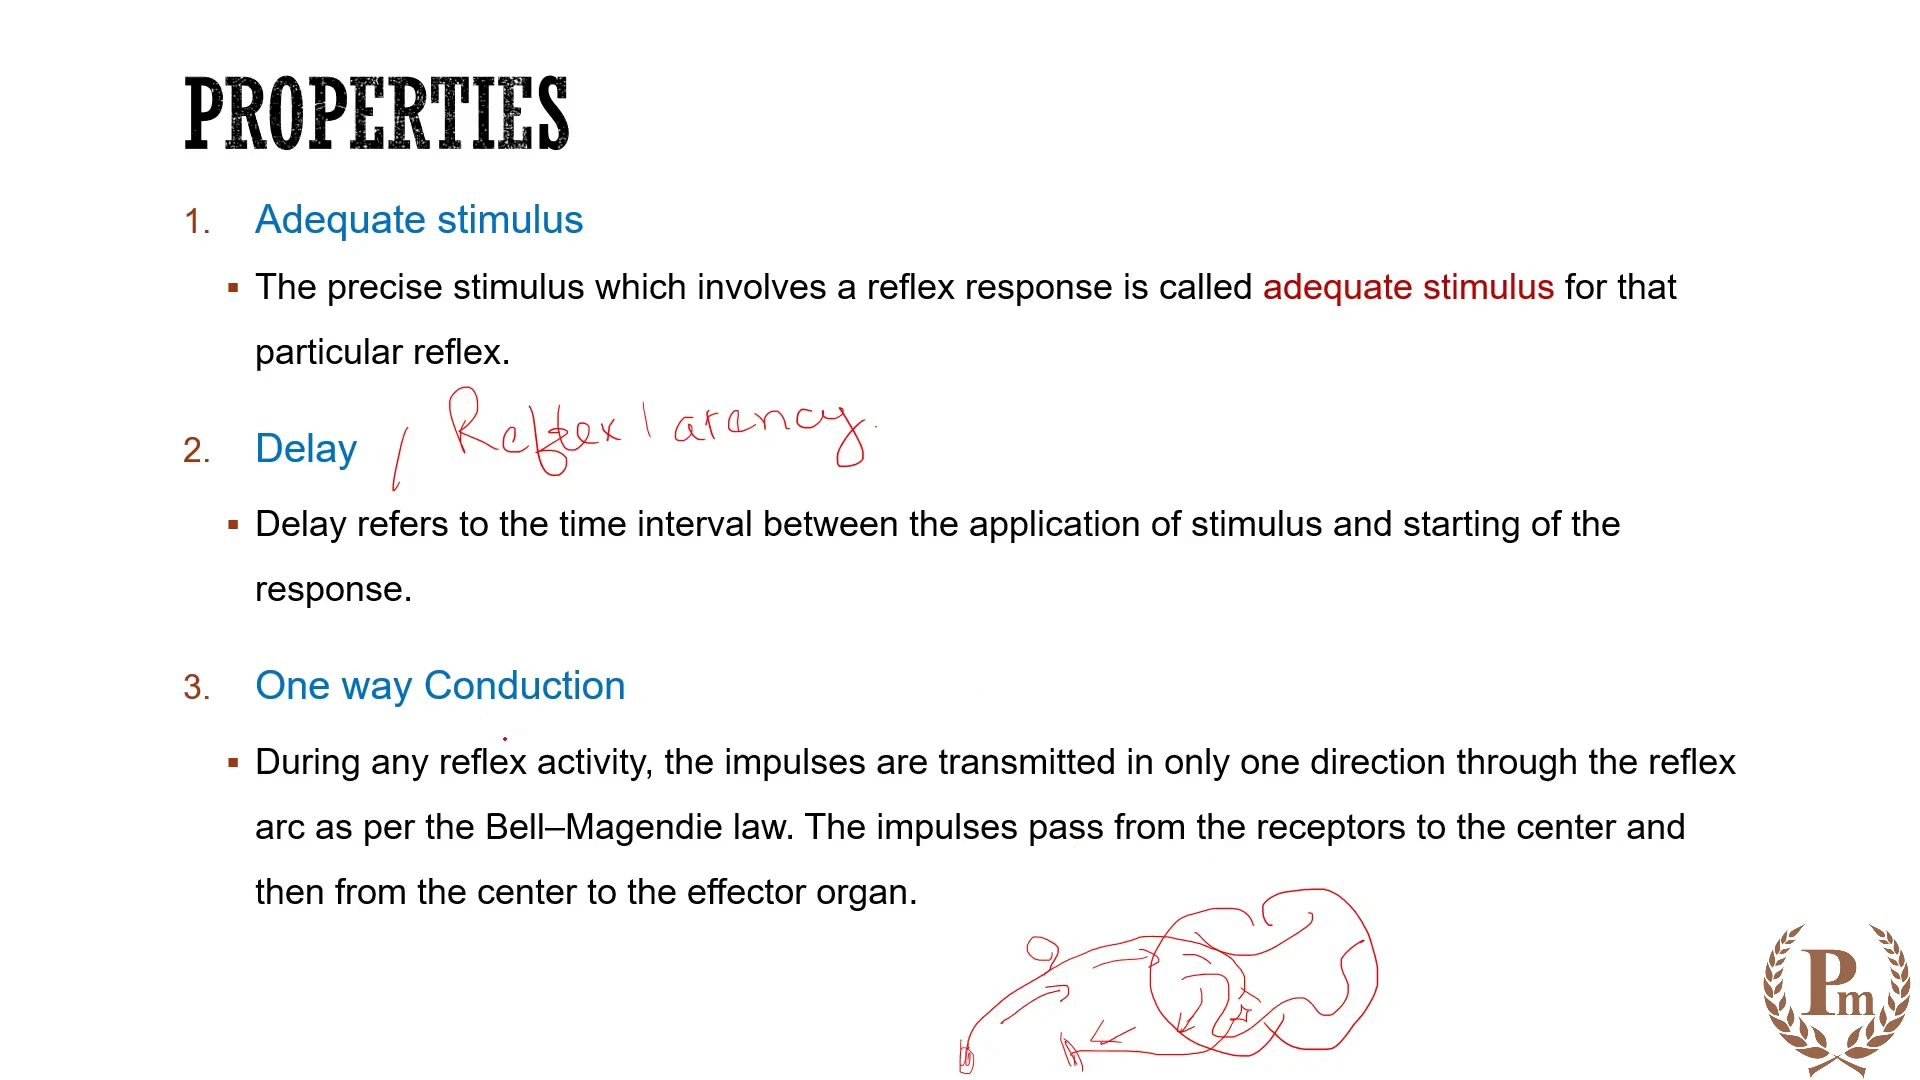 PROPERTIES
1. Adequate stimulus
▪ The precise stimulus which involves a reflex response is called adequate stimulus for that
particular reflex.
2. Delay / Reflex latency
▪ Delay refers to the time interval between the application of stimulus and starting of the
response.
3. One way Conduction
▪ During any reflex activity, the impulses are transmitted in only one direction through the reflex
arc as per the Bell–Magendie law. The impulses pass from the receptors to the center and
then from the center to the effector organ.
Pm